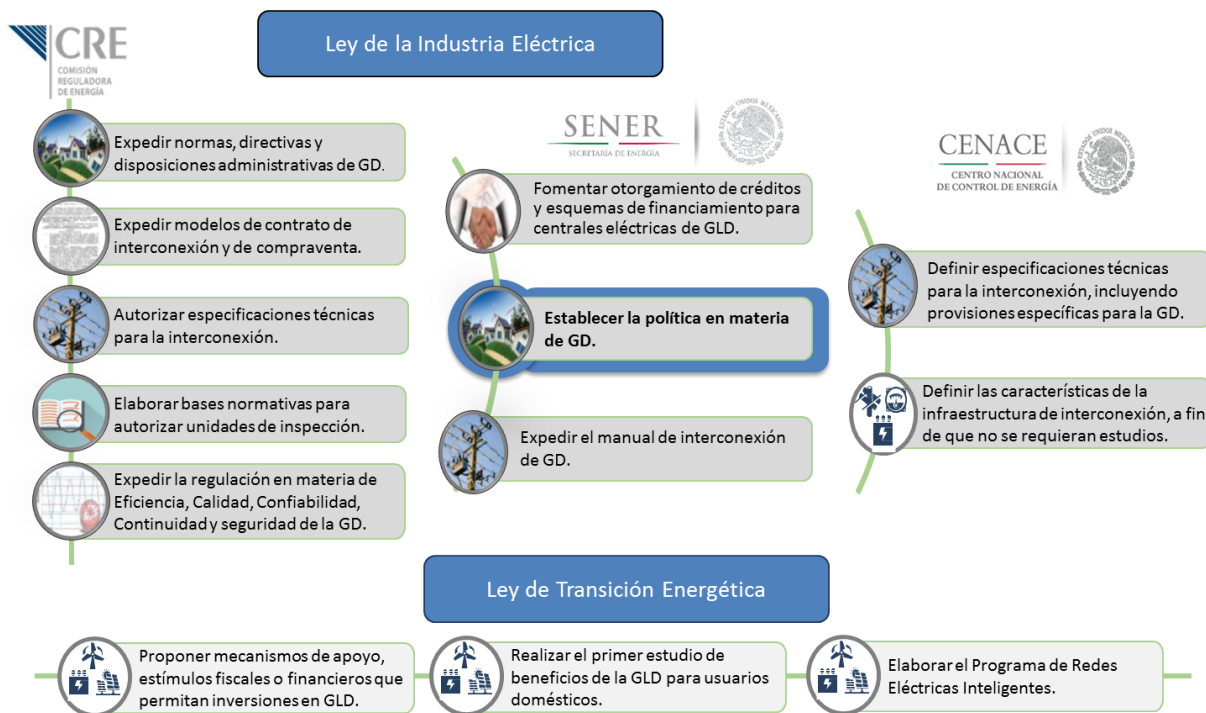 Ley de la Industria Eléctrica
CRE
COMISIÓN
REGULADORA
DE ENERGÍA
Expedir normas, directivas y
disposiciones administrativas de GD.
Expedir modelos de contrato de
interconexión y de compraventa.
Autorizar especificaciones técnicas
para la interconexión.
Elaborar bases normativas para
autorizar unidades de inspección.
Expedir la regulación en materia de
Eficiencia, Calidad, Confiabilidad,
Continuidad y seguridad de la GD.
SENER
SECRETARÍA DE ENERGÍA
ESTADOS UNIDOS MEXICANOS
Fomentar otorgamiento de créditos
y esquemas de financiamiento para
centrales eléctricas de GLD.
Establecer la política en materia
de GD.
Expedir el manual de interconexión
de GD.
CENACE
CENTRO NACIONAL
DE CONTROL DE ENERGÍA
ESTADOS UNIDOS MEXICANOS
Definir especificaciones técnicas
para la interconexión, incluyendo
provisiones específicas para la GD.
Definir las características de la
infraestructura de interconexión, a fin
de que no se requieran estudios.
Ley de Transición Energética
Proponer mecanismos de apoyo,
estímulos fiscales o financieros que
permitan inversiones en GLD.
Realizar el primer estudio de
beneficios de la GLD para usuarios
domésticos.
Elaborar el Programa de Redes
Eléctricas Inteligentes.